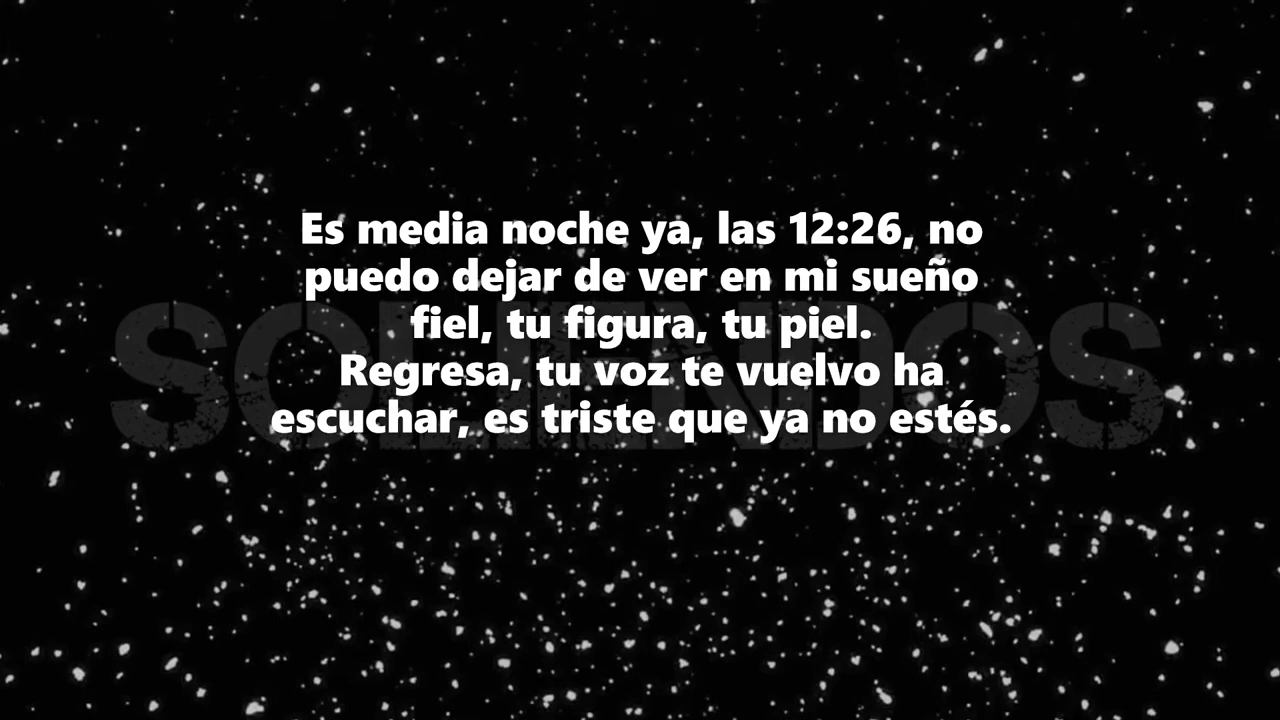 Es media noche ya, las 12:26, no
puedo dejar de ver en mi sueño
fiel, tu figura, tu piel.
Regresa, tu voz te vuelvo ha
escuchar, es triste que ya no estés.